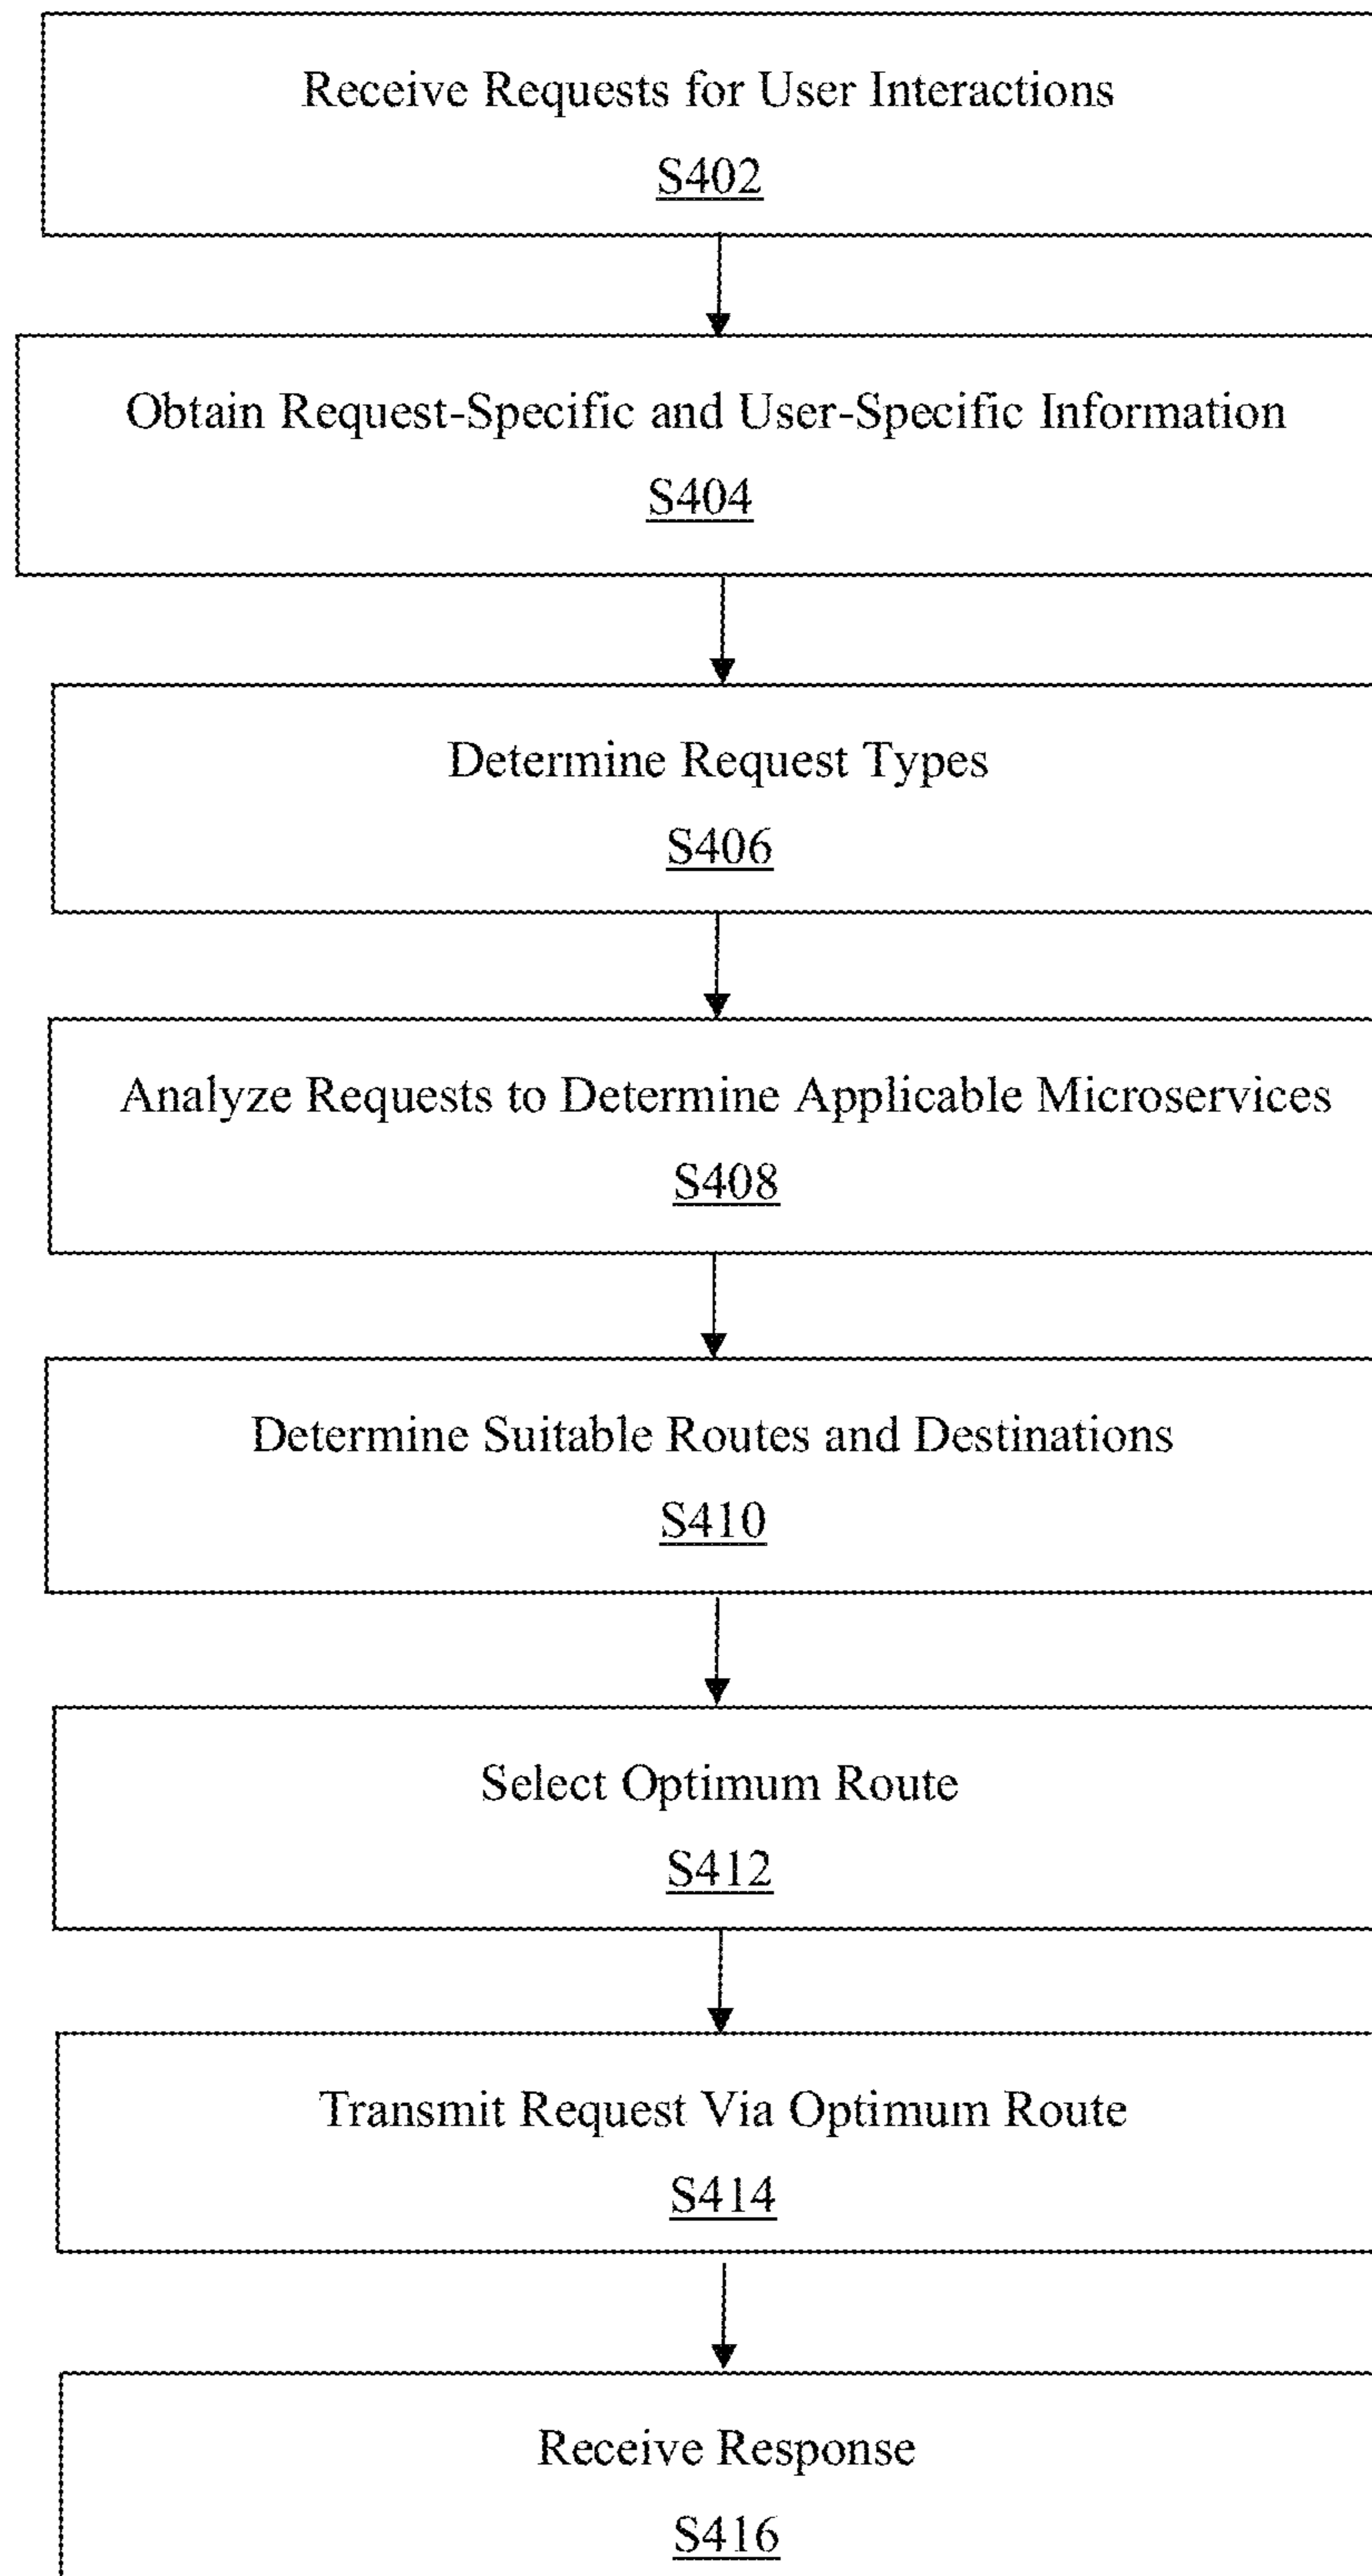 Receive Requests for User Interactions
S402
Obtain Request-Specific and User-Specific Information
S404
Determine Request Types
S406
Analyze Requests to Determine Applicable Microservices
S408
Determine Suitable Routes and Destinations
S410
Select Optimum Route
S412
Transmit Request Via Optimum Route
S414
Receive Response
S416